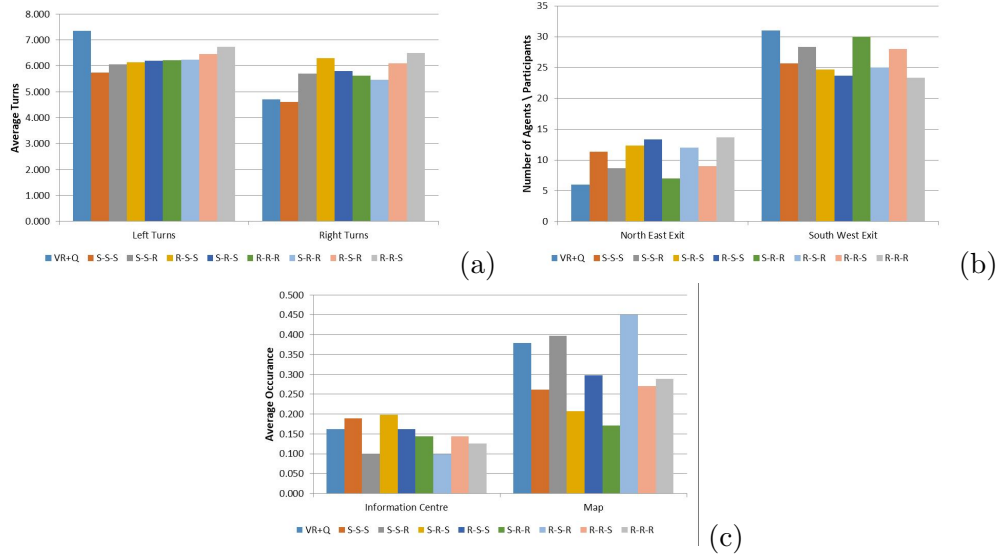 8.000
7.000
6.000
5.000
4.000
3.000
2.000
1.000
0.000
Average Turns
Left Turns Right Turns
VR+Q S-S-S S-S-R R-S-S S-R-S R-R-R S-R-R R-S-R R-R-S
(a)
35
30
25
20
15
10
5
0
Number of Agents \ Participants
North East Exit South West Exit
VR+Q S-S-S S-S-R S-R-S R-S-S S-R-R R-S-R R-R-S R-R-R
(b)
0.500
0.450
0.400
0.350
0.300
0.250
0.200
0.150
0.100
0.050
0.000
Average Occurance
Information Centre Map
VR+Q S-S-S S-S-R S-R-S R-S-S S-R-R R-S-R R-R-S R-R-R
(c)